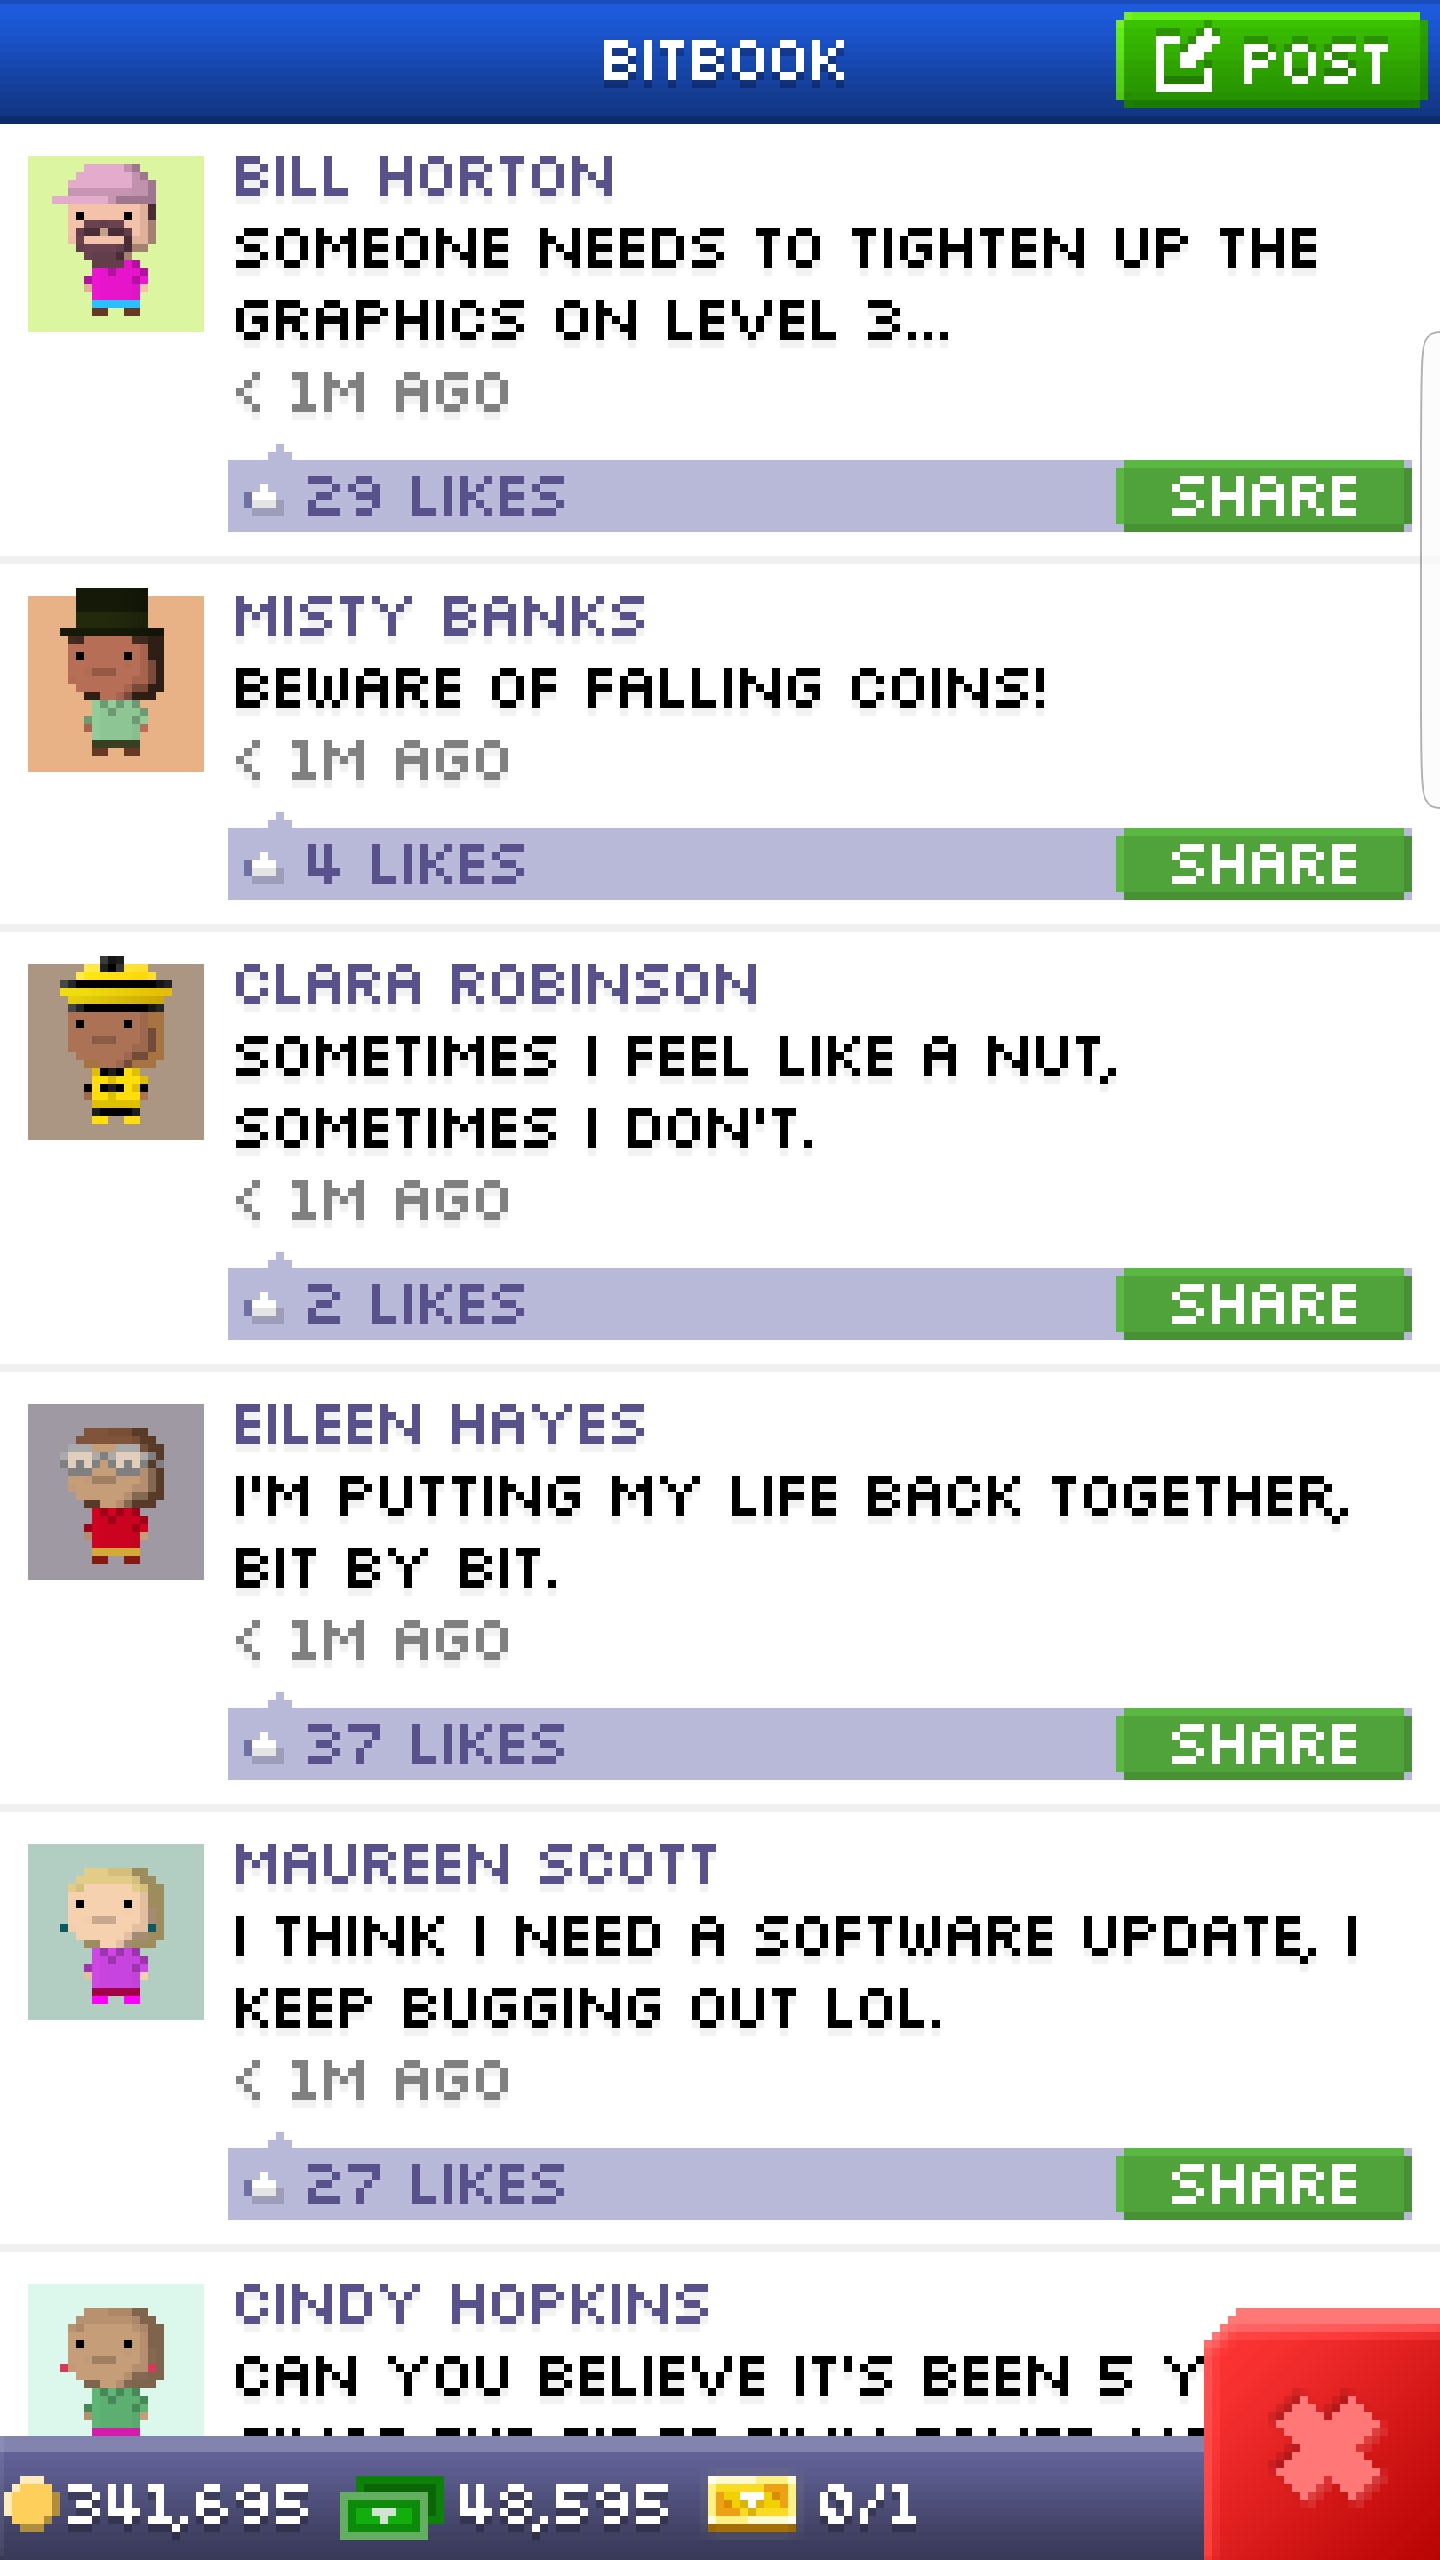 BITBOOK
POST
BILL HORTON
SOMEONE NEEDS TO TIGHTEN UP THE
GRAPHICS ON LEVEL 3...
< 1M AGO
29 LIKES
SHARE
MISTY BANKS
BEWARE OF FALLING COINS!
< 1M AGO
4 LIKES
SHARE
CLARA ROBINSON
SOMETIMES I FEEL LIKE A NUT,
SOMETIMES I DON'T.
< 1M AGO
2 LIKES
SHARE
EILEEN HAYES
I'M PUTTING MY LIFE BACK TOGETHER,
BIT BY BIT.
< 1M AGO
37 LIKES
SHARE
MAUREEN SCOTT
I THINK I NEED A SOFTWARE UPDATE, I
KEEP BUGGING OUT LOL.
< 1M AGO
27 LIKES
SHARE
CINDY HOPKINS
CAN YOU BELIEVE IT'S BEEN 5 Y
341,695
48,595
0/1